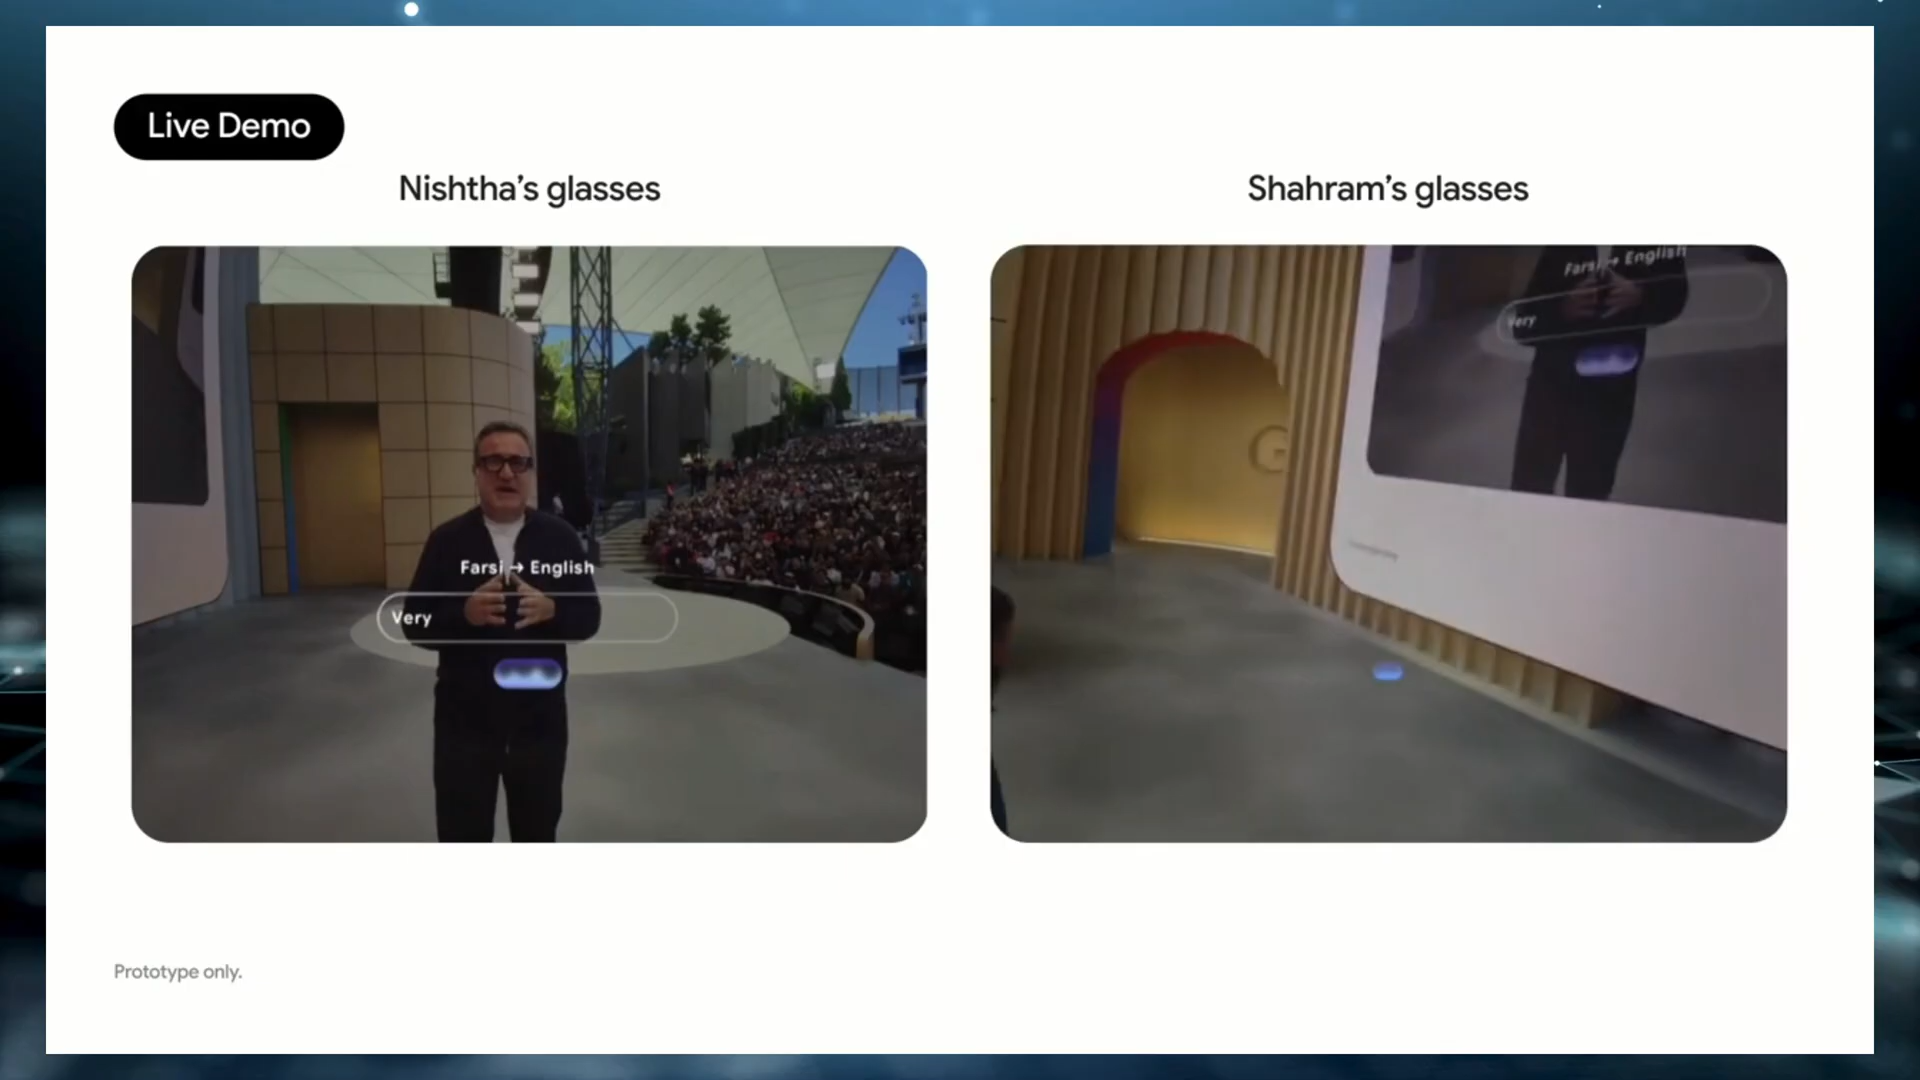 Live Demo
Nishtha's glasses
Shahram's glasses
Farsi → English
Very
Farsi → English
Very
G
Prototype only.